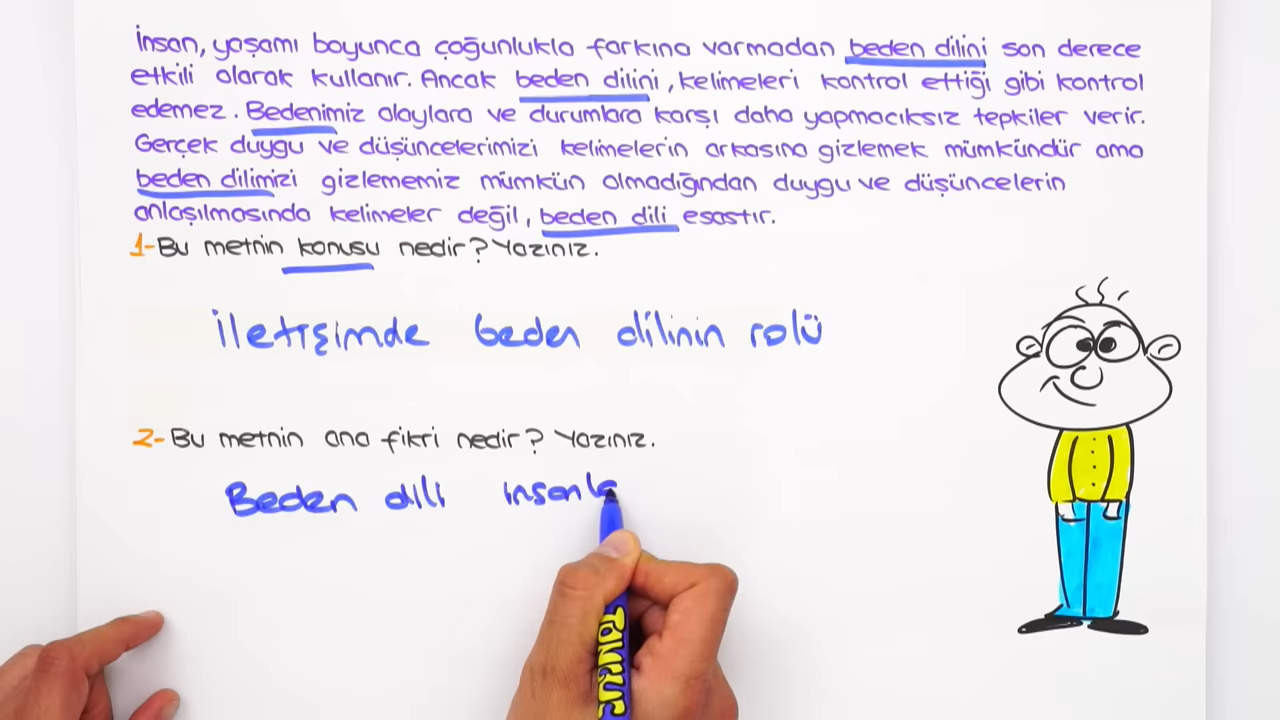 İnsan, yaşamı boyunca çoğunlukla farkına varmadan beden dilini son derece
etkili olarak kullanır. Ancak beden dilini, kelimeleri kontrol ettiği gibi kontrol
edemez. Bedenimiz olaylara ve durumlara karşı daha yapmacıksız tepkiler verir.
Gerçek duygu ve düşüncelerimizi kelimelerin arkasına gizlemek mümkündür ama
beden dilimizi gizlememiz mümkün olmadığından duygu ve düşüncelerin
anlaşılmasında kelimeler değil, beden dili esastır.
1-Bu metnin konusu nedir? Yazınız.
İletişimde beden dilinin rolü
2-Bu metnin ana fikri nedir? Yazınız.
Beden dili insanla